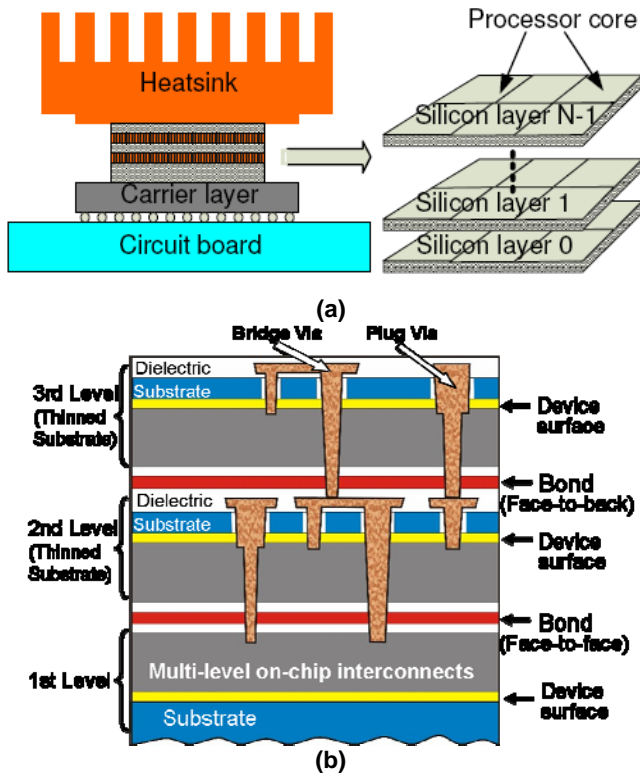 Heatsink
Carrier layer
Circuit board
Processor core
Silicon layer N-1
Silicon layer 1
Silicon layer 0
(a)
Bridge Via
Plug Via
Dielectric
Substrate
3rd Level
(Thinned
Substrate)
Device
surface
Bond
(Face-to-back)
Dielectric
Substrate
2nd Level
(Thinned
Substrate)
Device
surface
Bond
(Face-to-face)
1st Level
Multi-level on-chip interconnects
Device
surface
Substrate
(b)